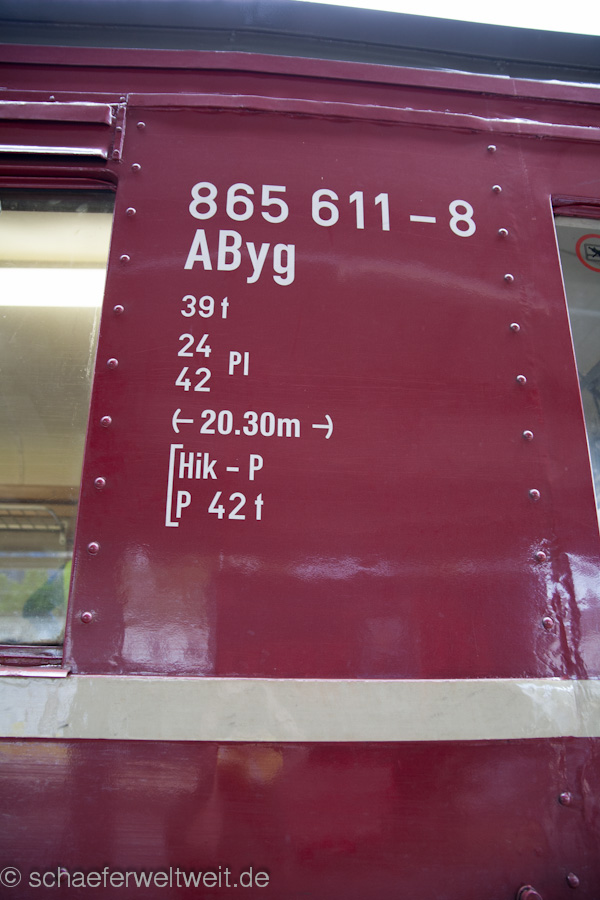 865 611 – 8
AByg
39 t
24
42 Pl
(← 20.30m →)
Hik – P
P 42 t
© schaeferweltweit.de